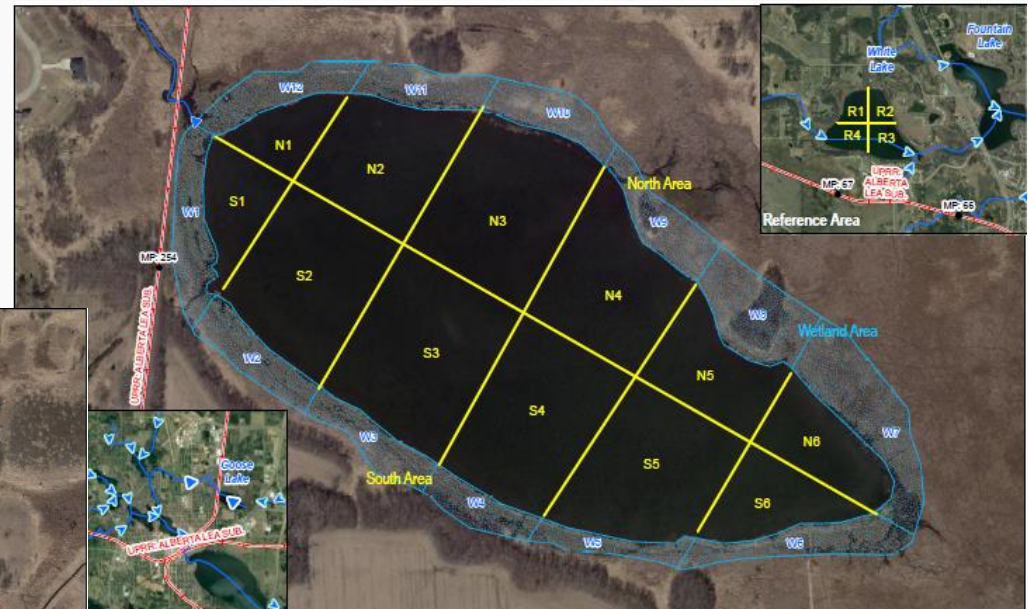 W12
W11
W10
N1
N2
W1
S1
N3
North Area
W9
MP: 254
S2
N4
W8
Wetland Area
UPRR: ALBERTA LEA SUB.
W2
S3
N5
S4
W7
N6
W3
South Area
S5
W4
S6
W5
W6
Fountain
Lake
White
Lake
R1
R2
R4
R3
UPRR:
ALBERTA
LEA SUB.
MP: 67
MP: 66
Reference Area
Goose
Lake
UPRR: ALBERTA LEA SUB.